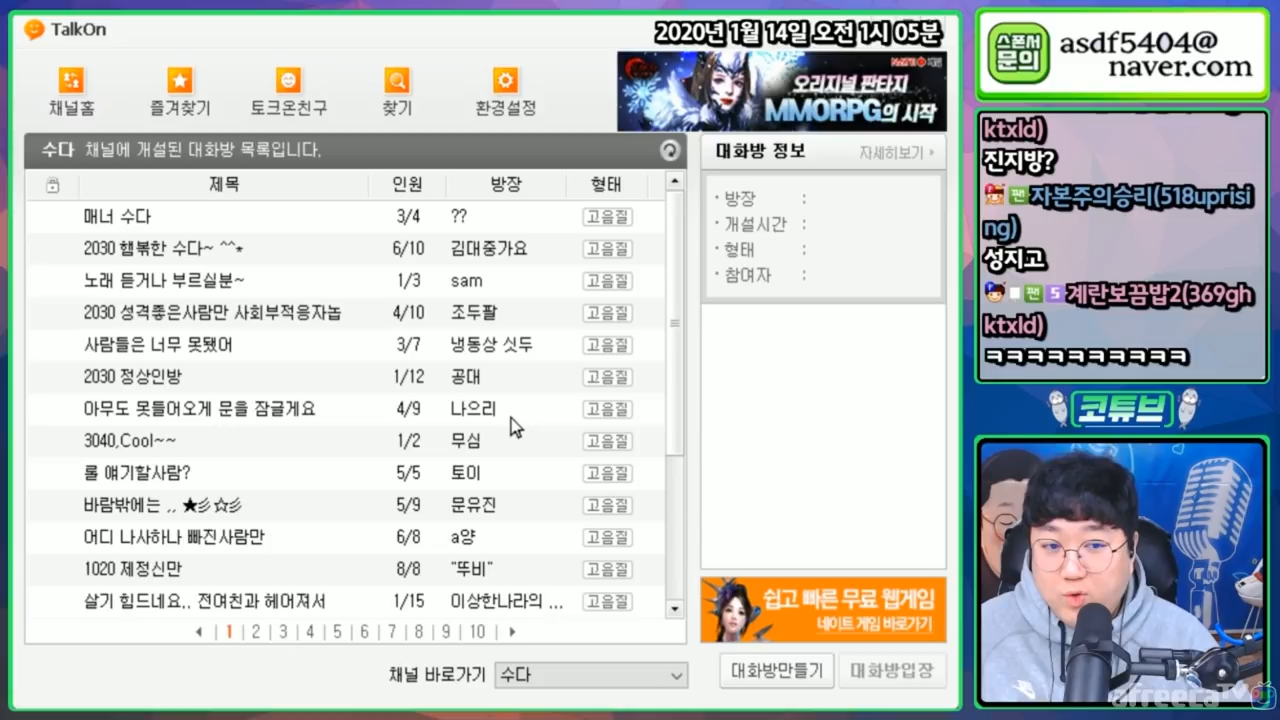 TalkOn
2020년 1월 14일 오전 1시 05분
채널홈
즐겨찾기
토크온친구
찾기
환경설정
오리지널 판타지
MMORPG의 시작
수다 채널에 개설된 대화방 목록입니다.
제목 인원 방장 형태
매너 수다 3/4 ?? 고음질
2030 햄볶한 수다~ ^^* 6/10 김대중가요 고음질
노래 듣거나 부르실분~ 1/3 sam 고음질
2030 성격좋은사람만 사회부적응자놉 4/10 조두팔 고음질
사람들은 너무 못됐어 3/7 냉동상 싯두 고음질
2030 정상인방 1/12 공대 고음질
아무도 못들어오게 문을 잠글게요 4/9 나으리 고음질
3040,Cool~~ 1/2 무심 고음질
롤 얘기할사람? 5/5 토이 고음질
바람밖에는 ,, ★彡☆彡 5/9 문유진 고음질
어디 나사하나 빠진사람만 6/8 a양 고음질
1020 제정신만 8/8 "뚜비" 고음질
살기 힘드네요,, 전여친과 헤어져서 1/15 이상한나라의 ... 고음질
1 | 2 | 3 | 4 | 5 | 6 | 7 | 8 | 9 | 10 |
채널 바로가기 수다
대화방 정보 자세히보기
· 방장 :
· 개설시간 :
· 형태 :
· 참여자 :
쉽고 빠른 무료 웹게임
네이트 게임 바로가기
대화방만들기 대화방입장
스폰서
문의
asdf5404@
naver.com
ktxld)
진지방?
팬 자본주의승리(518uprisi
ng)
성지고
팬 5 계란보끔밥2(369gh
ktxld)
ㅋㅋㅋㅋㅋㅋㅋㅋㅋㅋ
코튜브
afreecaTV